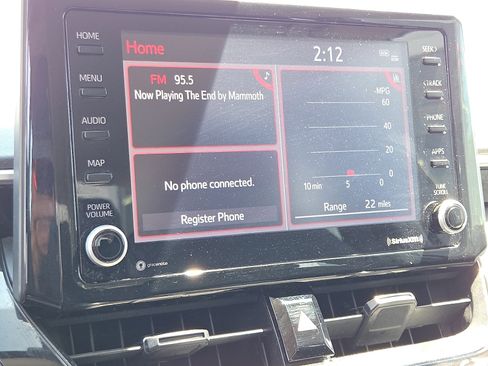 HOME
MENU
AUDIO
MAP
POWER
VOLUME
Home
2:12
FM 95.5
Now Playing The End by Mammoth
No phone connected.
Register Phone
MPG
60
40
20
0
10 min 5 0
Range 22 miles
SEEK
TRACK
PHONE
APPS
TUNE
SCROLL
SiriusXM
gracenote